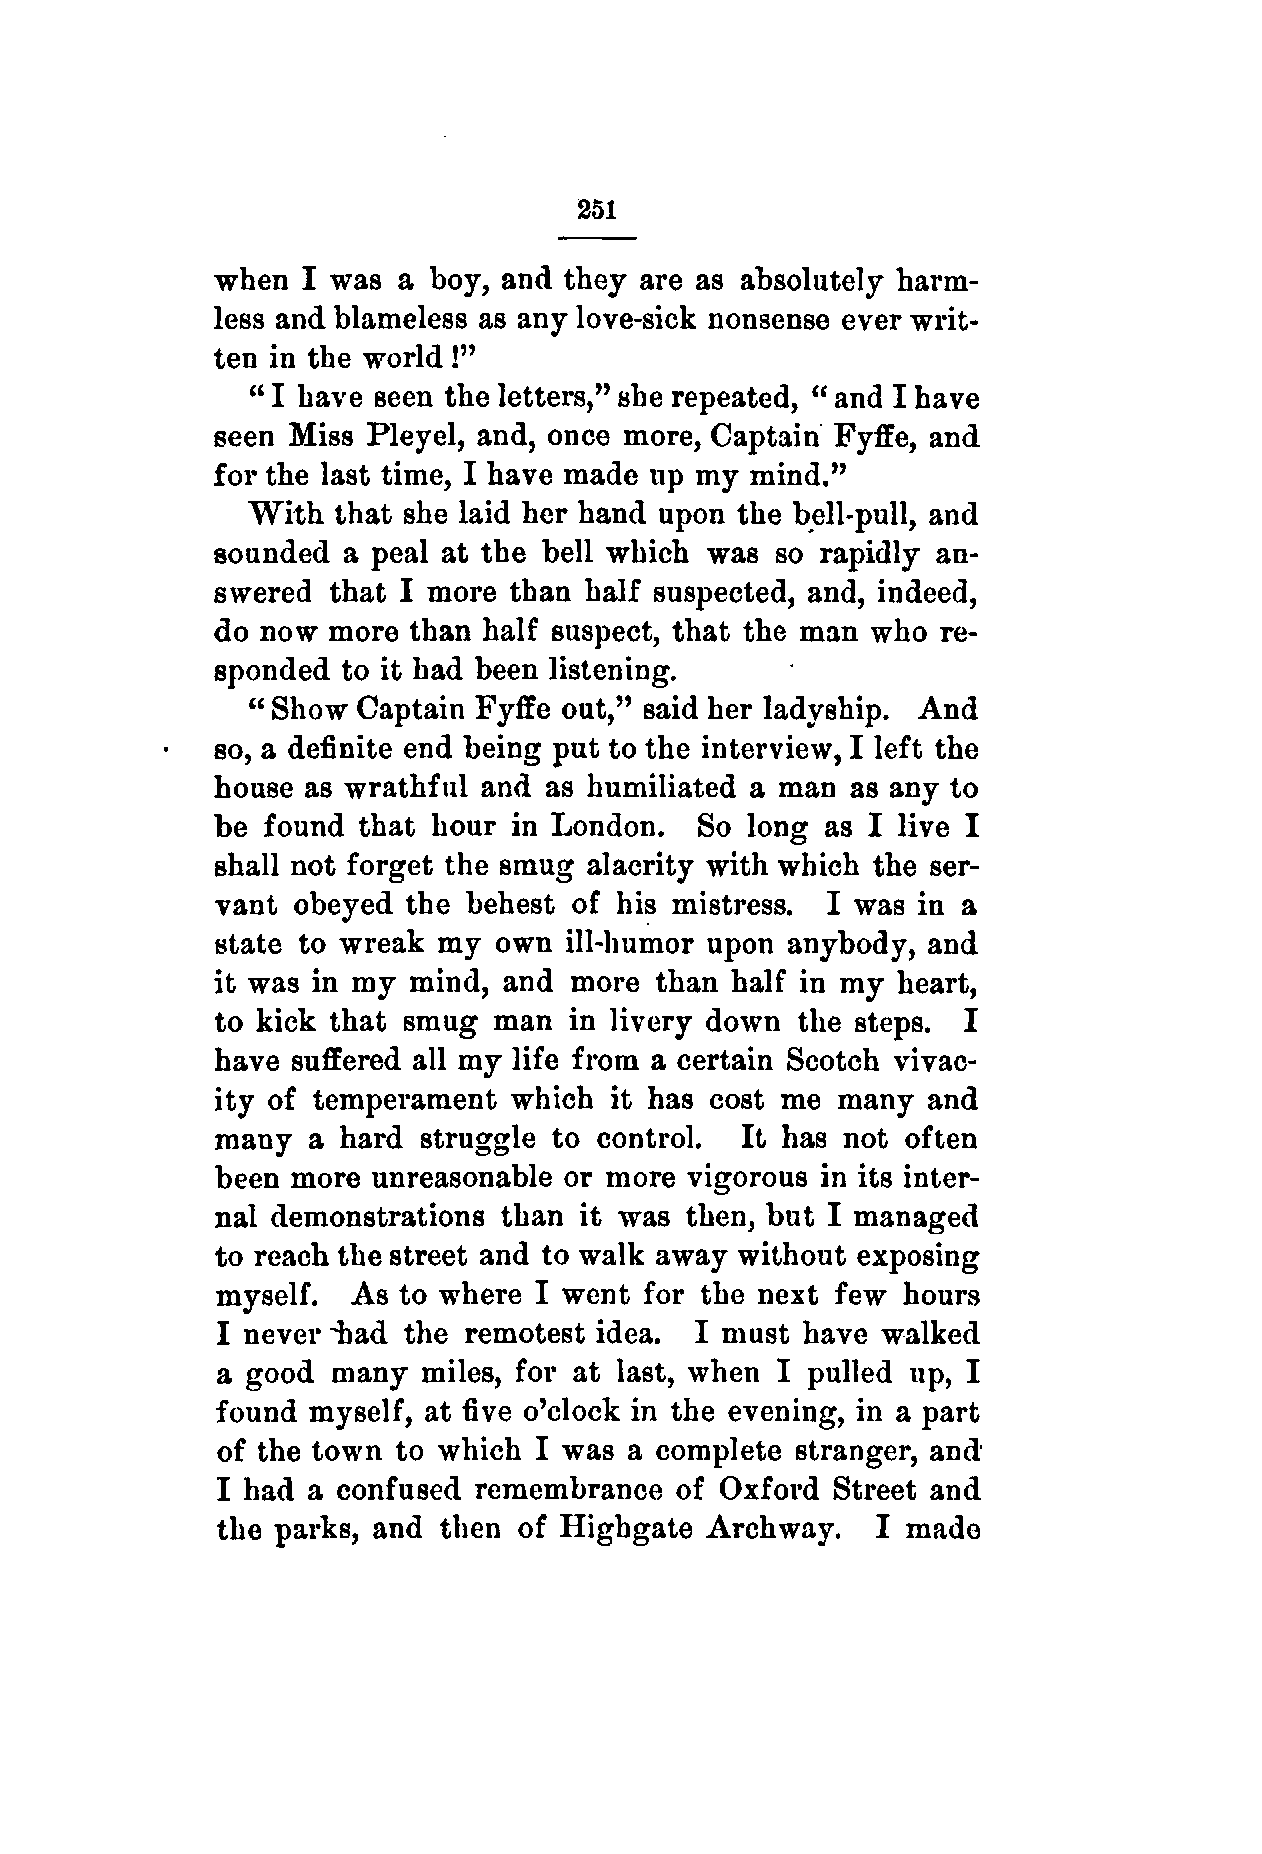 251
when I was a boy, and they are as absolutely harm-
less and blameless as any love-sick nonsense ever writ-
ten in the world!”
“I have seen the letters,” she repeated, “and I have
seen Miss Pleyel, and, once more, Captain Fyffe, and
for the last time, I have made up my mind.”
With that she laid her hand upon the bell-pull, and
sounded a peal at the bell which was so rapidly an-
swered that I more than half suspected, and, indeed,
do now more than half suspect, that the man who re-
sponded to it had been listening.
“Show Captain Fyffe out,” said her ladyship. And
so, a definite end being put to the interview, I left the
house as wrathful and as humiliated a man as any to
be found that hour in London. So long as I live I
shall not forget the smug alacrity with which the ser-
vant obeyed the behest of his mistress. I was in a
state to wreak my own ill-humor upon anybody, and
it was in my mind, and more than half in my heart,
to kick that smug man in livery down the steps. I
have suffered all my life from a certain Scotch vivac-
ity of temperament which it has cost me many and
many a hard struggle to control. It has not often
been more unreasonable or more vigorous in its inter-
nal demonstrations than it was then, but I managed
to reach the street and to walk away without exposing
myself. As to where I went for the next few hours
I never had the remotest idea. I must have walked
a good many miles, for at last, when I pulled up, I
found myself, at five o’clock in the evening, in a part
of the town to which I was a complete stranger, and
I had a confused remembrance of Oxford Street and
the parks, and then of Highgate Archway. I made